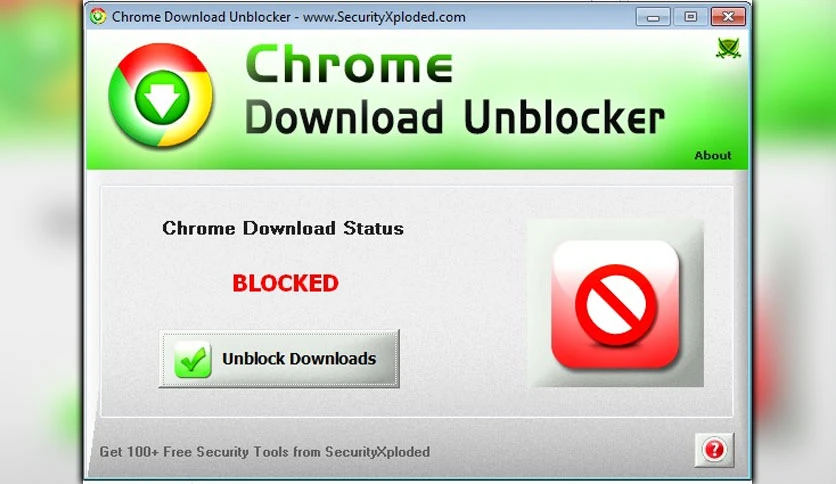 Chrome Download Unblocker - www.SecurityXploded.com
Chrome
Download Unblocker
About
Chrome Download Status
BLOCKED
Unblock Downloads
Get 100+ Free Security Tools from SecurityXploded
?